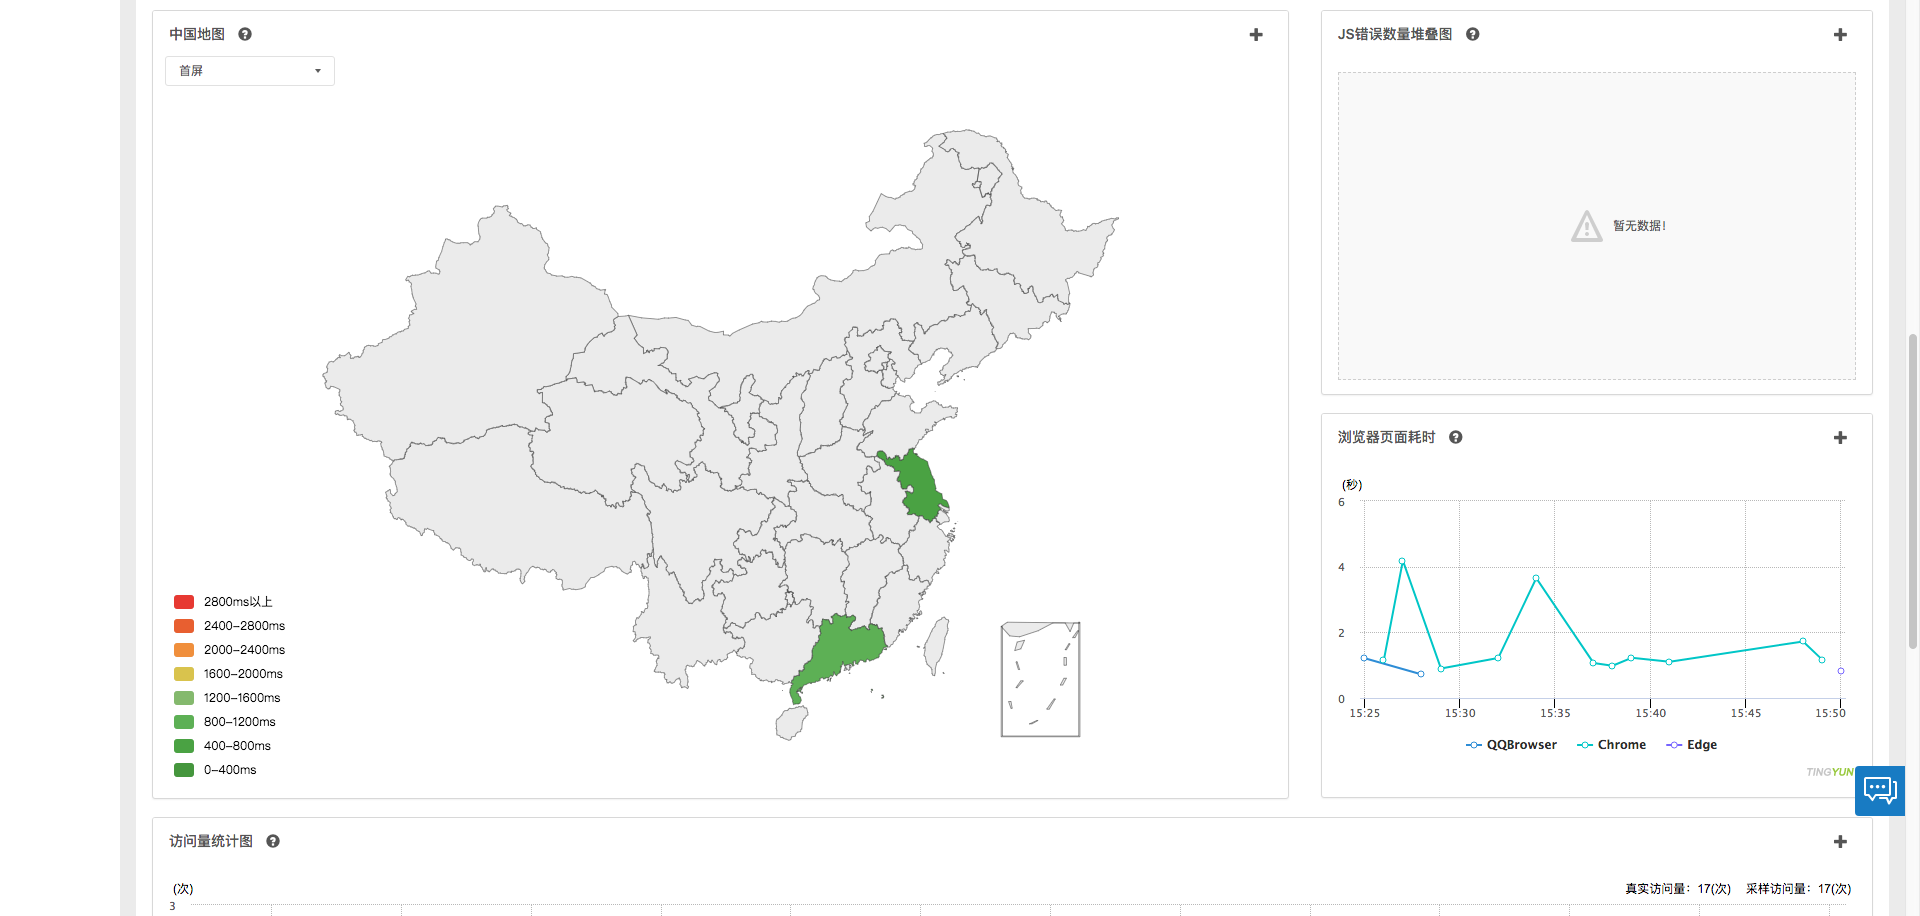 中国地图
首屏
2800ms以上
2400-2800ms
2000-2400ms
1600-2000ms
1200-1600ms
800-1200ms
400-800ms
0-400ms
JS错误数量堆叠图
暂无数据!
浏览器页面耗时
(秒)
6
4
2
0
15:25 15:30 15:35 15:40 15:45 15:50
QQBrowser Chrome Edge
TINGYUN
访问量统计图
(次)
真实访问量: 17(次) 采样访问量: 17(次)
3